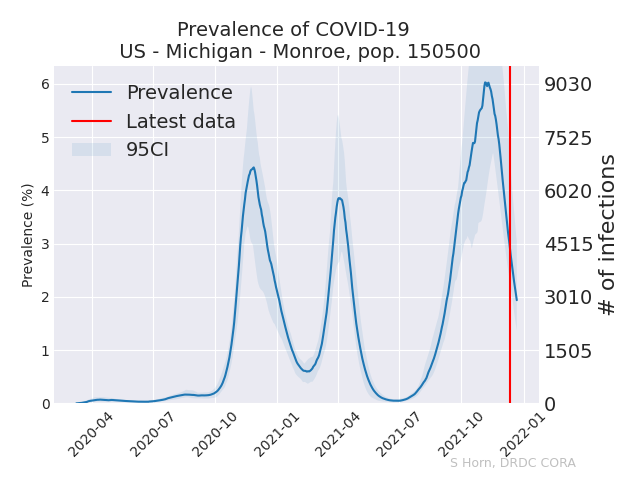 Prevalence of COVID-19
US - Michigan - Monroe, pop. 150500
Prevalence
Latest data
95CI
Prevalence (%)
6
5
4
3
2
1
0
9030
7525
6020
4515
3010
1505
0
# of infections
2020-04
2020-07
2020-10
2021-01
2021-04
2021-07
2021-10
2022-01
S Horn, DRDC CORA